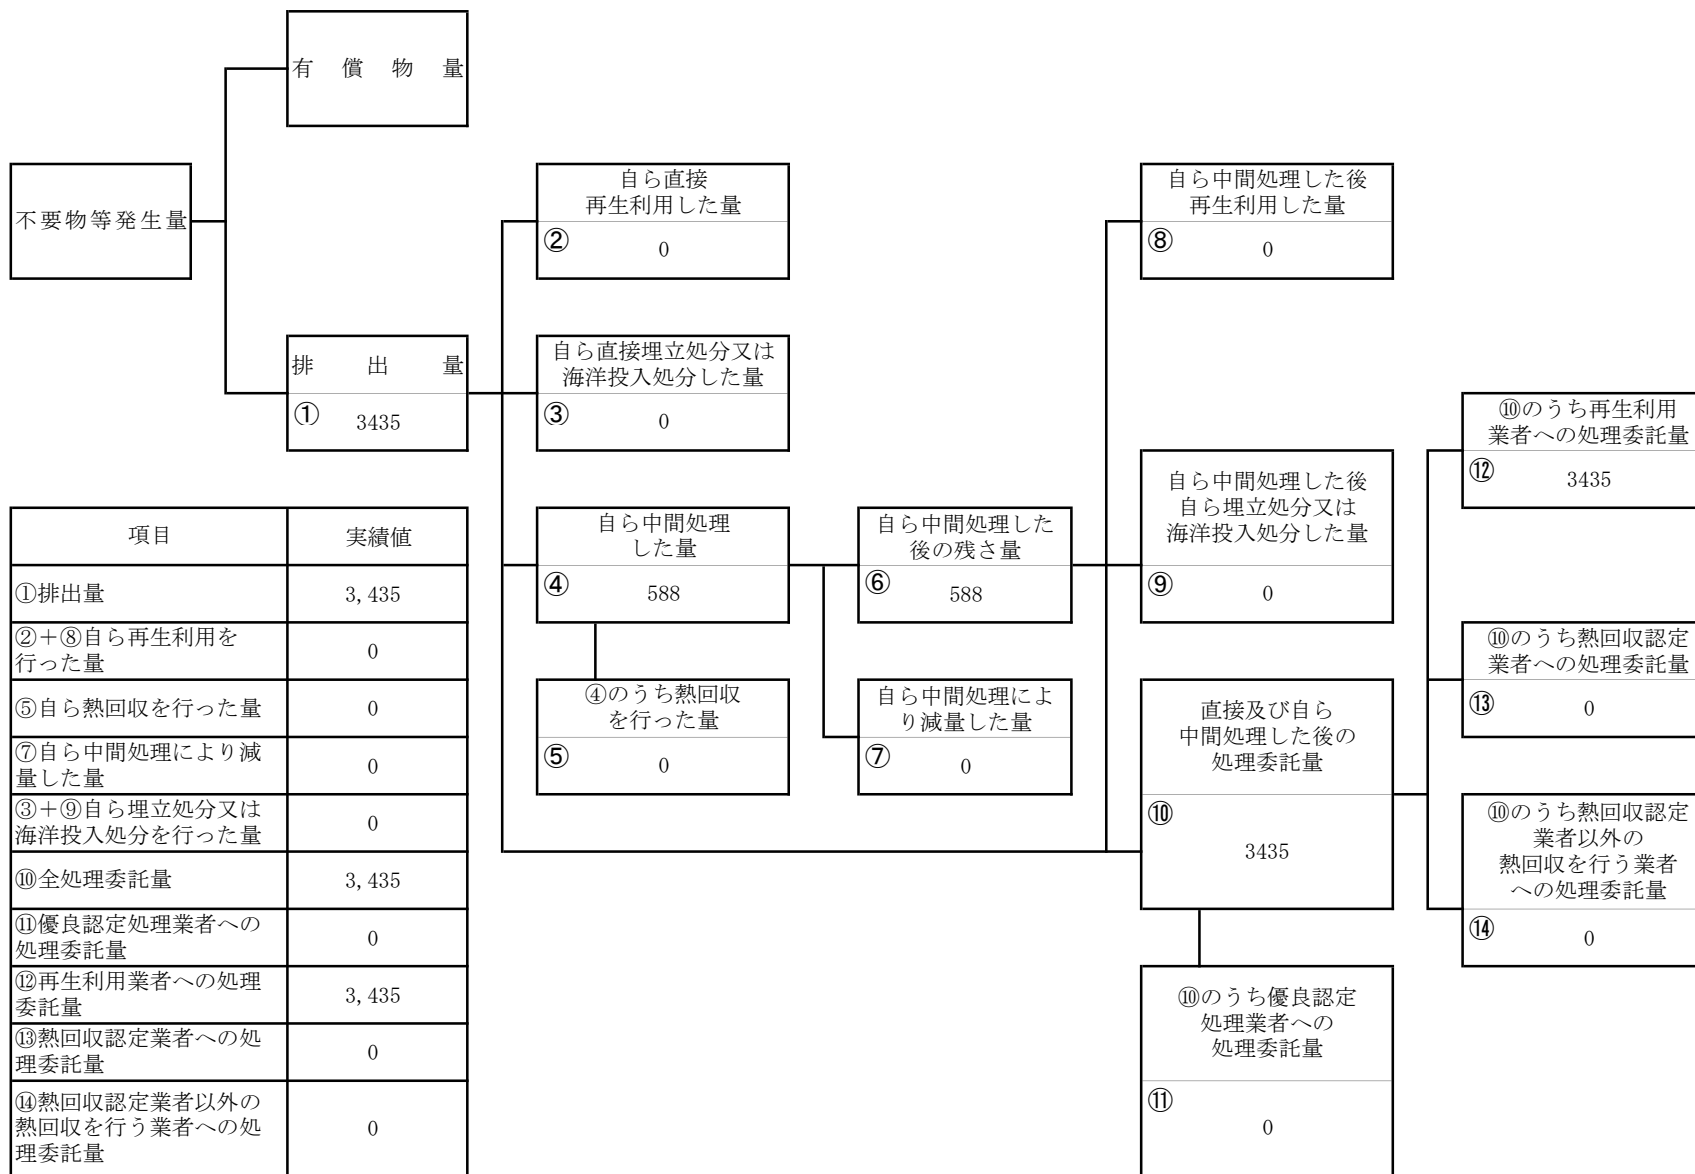 有償物量
不要物等発生量
排出量
① 3435
自ら直接
再生利用した量
② 0
自ら直接埋立処分又は
海洋投入処分した量
③ 0
自ら中間処理
した量
④ 588
④のうち熱回収
を行った量
⑤ 0
自ら中間処理した
後の残さ量
⑥ 588
自ら中間処理によ
り減量した量
⑦ 0
自ら中間処理した後
再生利用した量
⑧ 0
自ら中間処理した後
自ら埋立処分又は
海洋投入処分した量
⑨ 0
直接及び自ら
中間処理した後の
処理委託量
⑩
3435
⑩のうち優良認定
処理業者への
処理委託量
⑪
0
⑩のうち再生利用
業者への処理委託量
⑫ 3435
⑩のうち熱回収認定
業者への処理委託量
⑬ 0
⑩のうち熱回収認定
業者以外の
熱回収を行う業者
への処理委託量
⑭ 0
項目 実績値
①排出量 3,435
②+⑧自ら再生利用を
行った量 0
⑤自ら熱回収を行った量 0
⑦自ら中間処理により減
量した量 0
③+⑨自ら埋立処分又は
海洋投入処分を行った量 0
⑩全処理委託量 3,435
⑪優良認定処理業者への
処理委託量 0
⑫再生利用業者への処理
委託量 3,435
⑬熱回収認定業者への処
理委託量 0
⑭熱回収認定業者以外の
熱回収を行う業者への処
理委託量 0